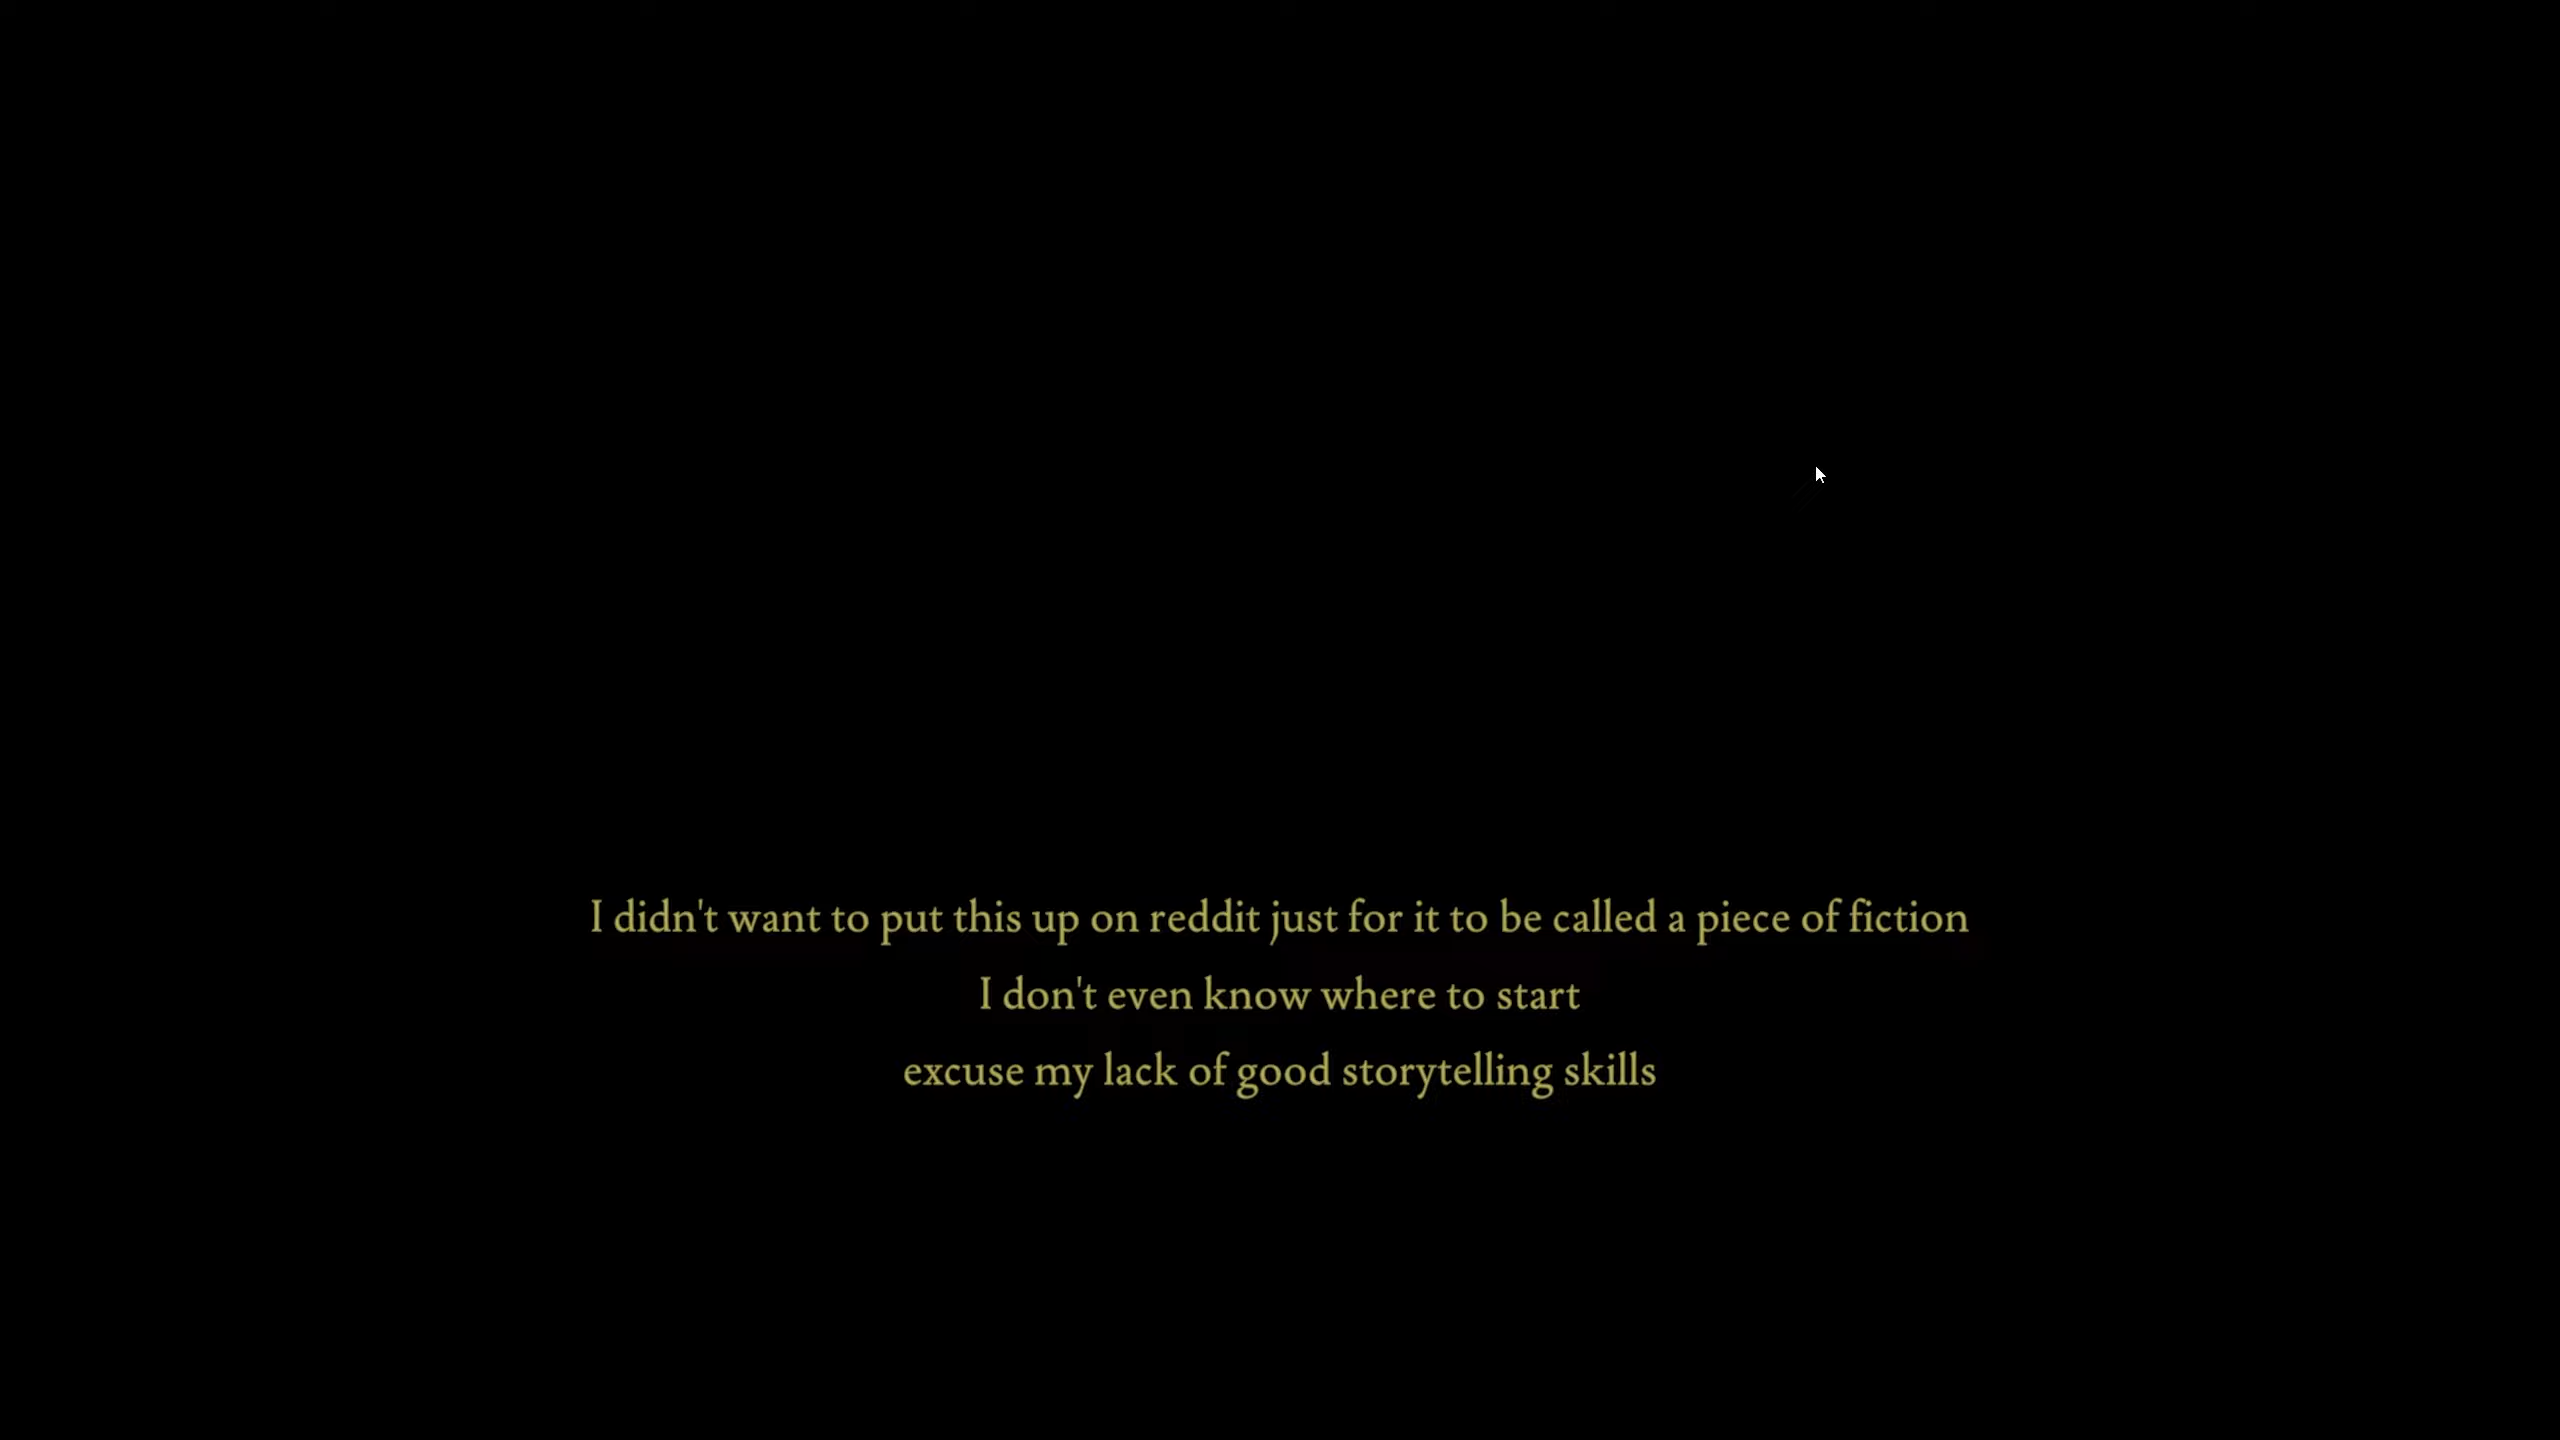 I didn't want to put this up on reddit just for it to be called a piece of fiction
I don't even know where to start
excuse my lack of good storytelling skills